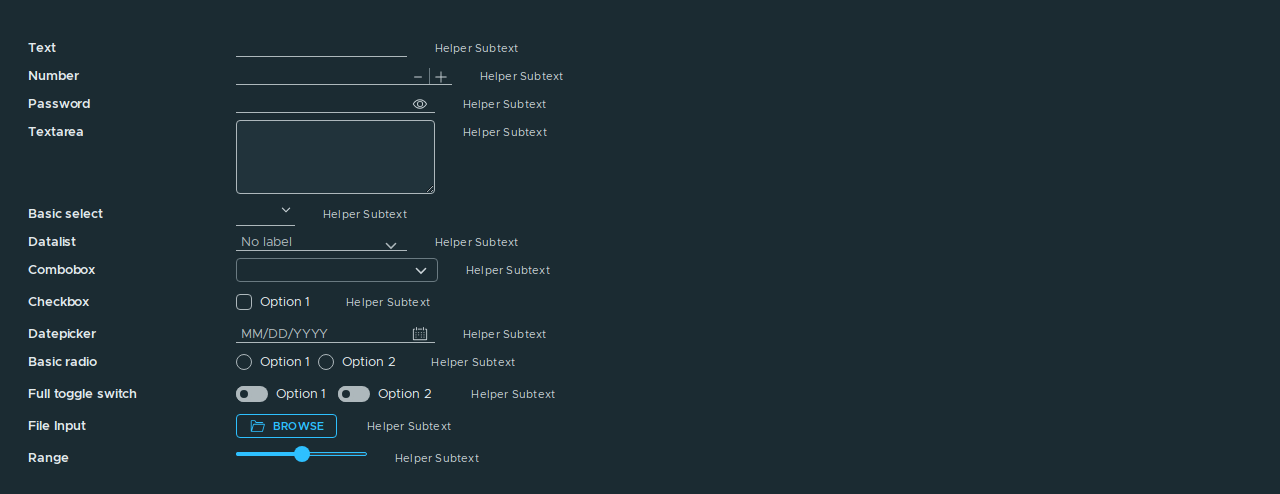 Text Helper Subtext
Number Helper Subtext
Password Helper Subtext
Textarea Helper Subtext
Basic select Helper Subtext
Datalist No label Helper Subtext
Combobox Helper Subtext
Checkbox Option 1 Helper Subtext
Datepicker MM/DD/YYYY Helper Subtext
Basic radio Option 1 Option 2 Helper Subtext
Full toggle switch Option 1 Option 2 Helper Subtext
File Input BROWSE Helper Subtext
Range Helper Subtext